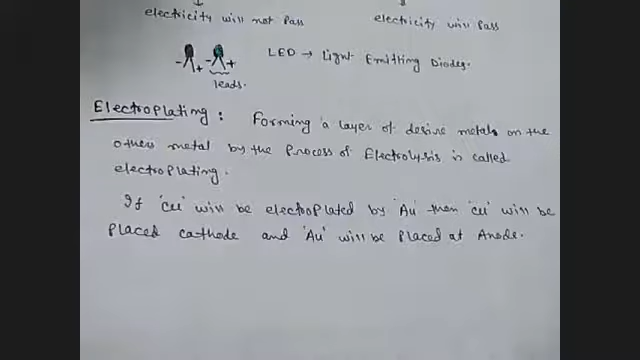 electricity will not pass
electricity will pass
- + - + LED → Light Emitting Diodes.
leads.
Electroplating : Forming a layer of desire metals on the
other metal by the process of Electrolysis is called
electroplating.
If 'Cu' will be electroplated by 'Au' then 'Cu' will be
placed cathode and 'Au' will be placed at Anode.